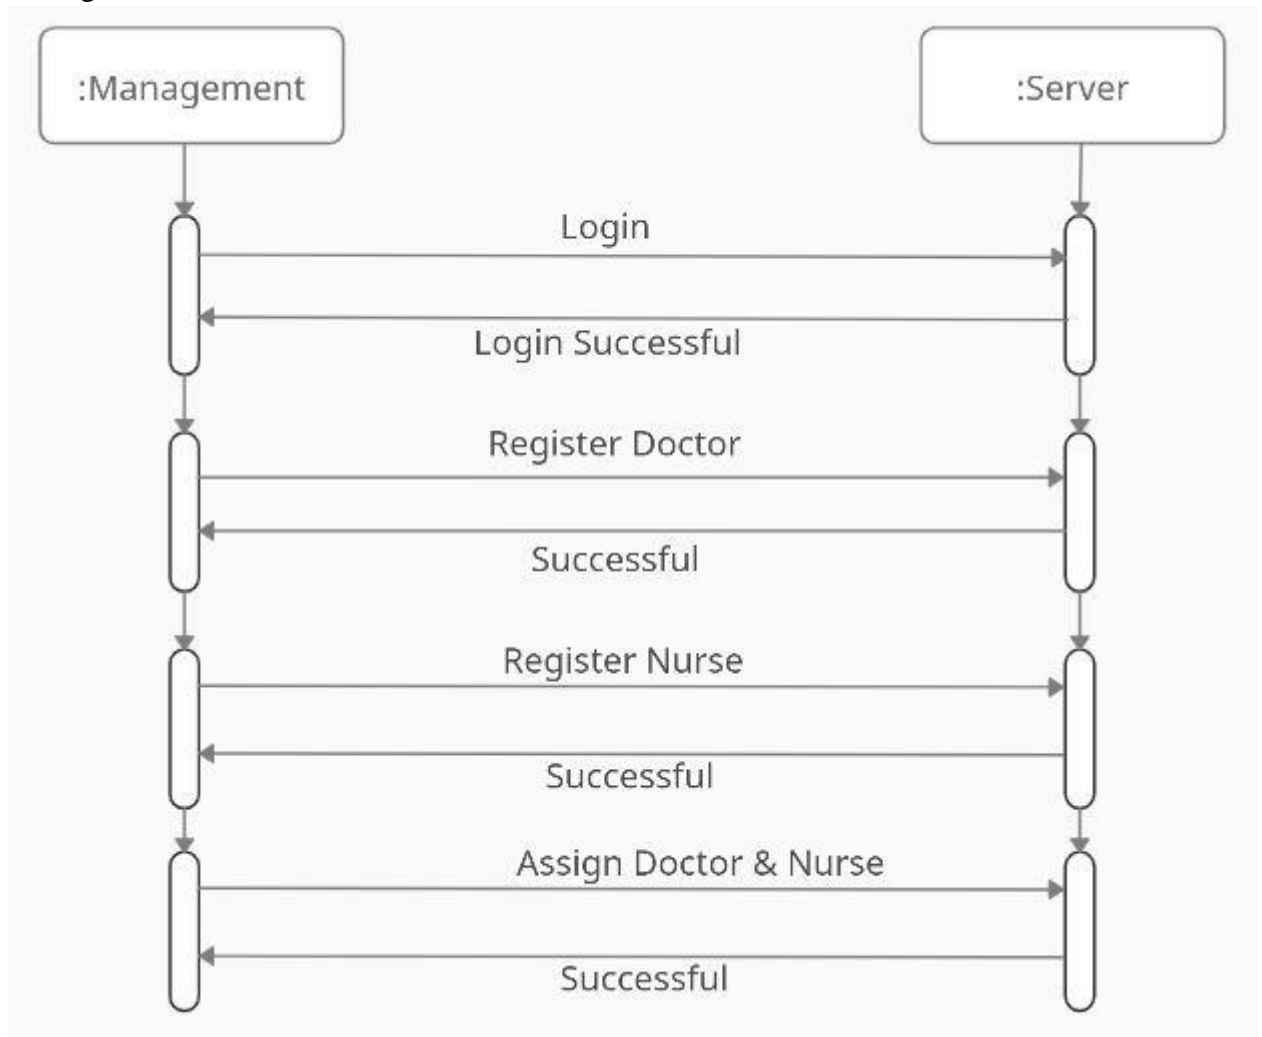 :Management
:Server
Login
Login Successful
Register Doctor
Successful
Register Nurse
Successful
Assign Doctor & Nurse
Successful